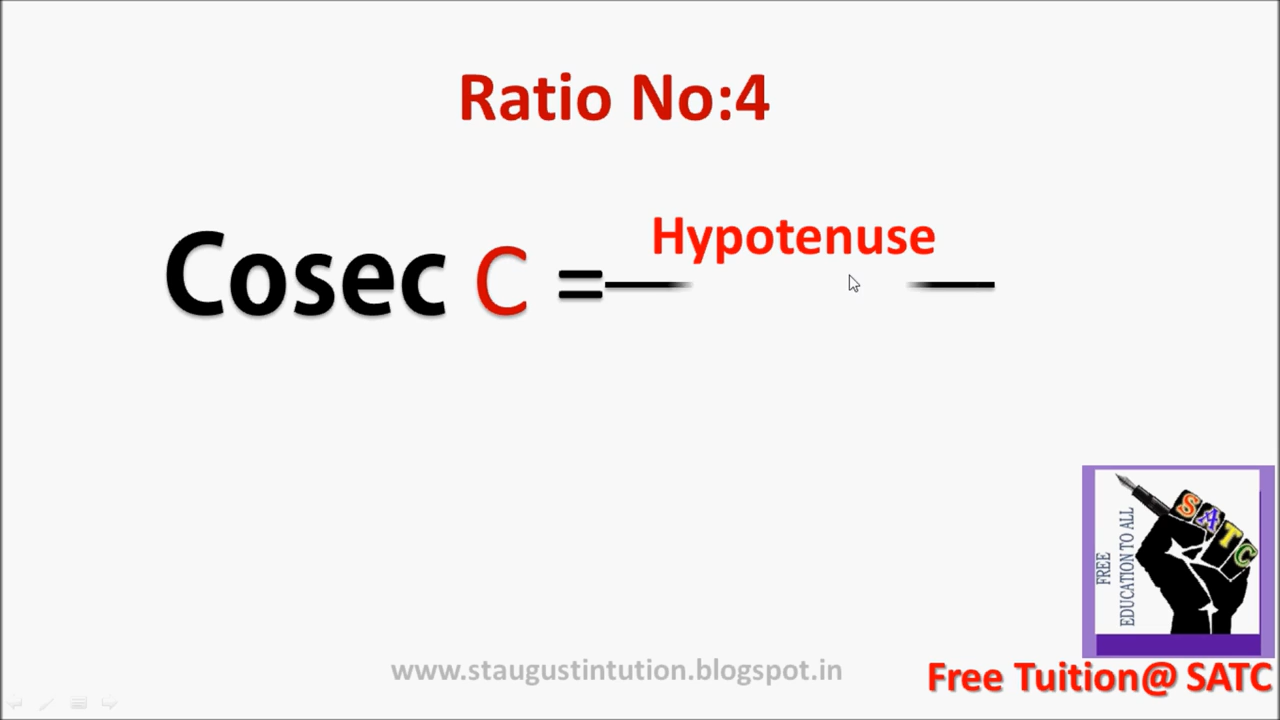 Ratio No:4
Hypotenuse
Cosec C =
FREE
EDUCATION TO ALL
SATC
www.staugustintution.blogspot.in
Free Tuition@ SATC